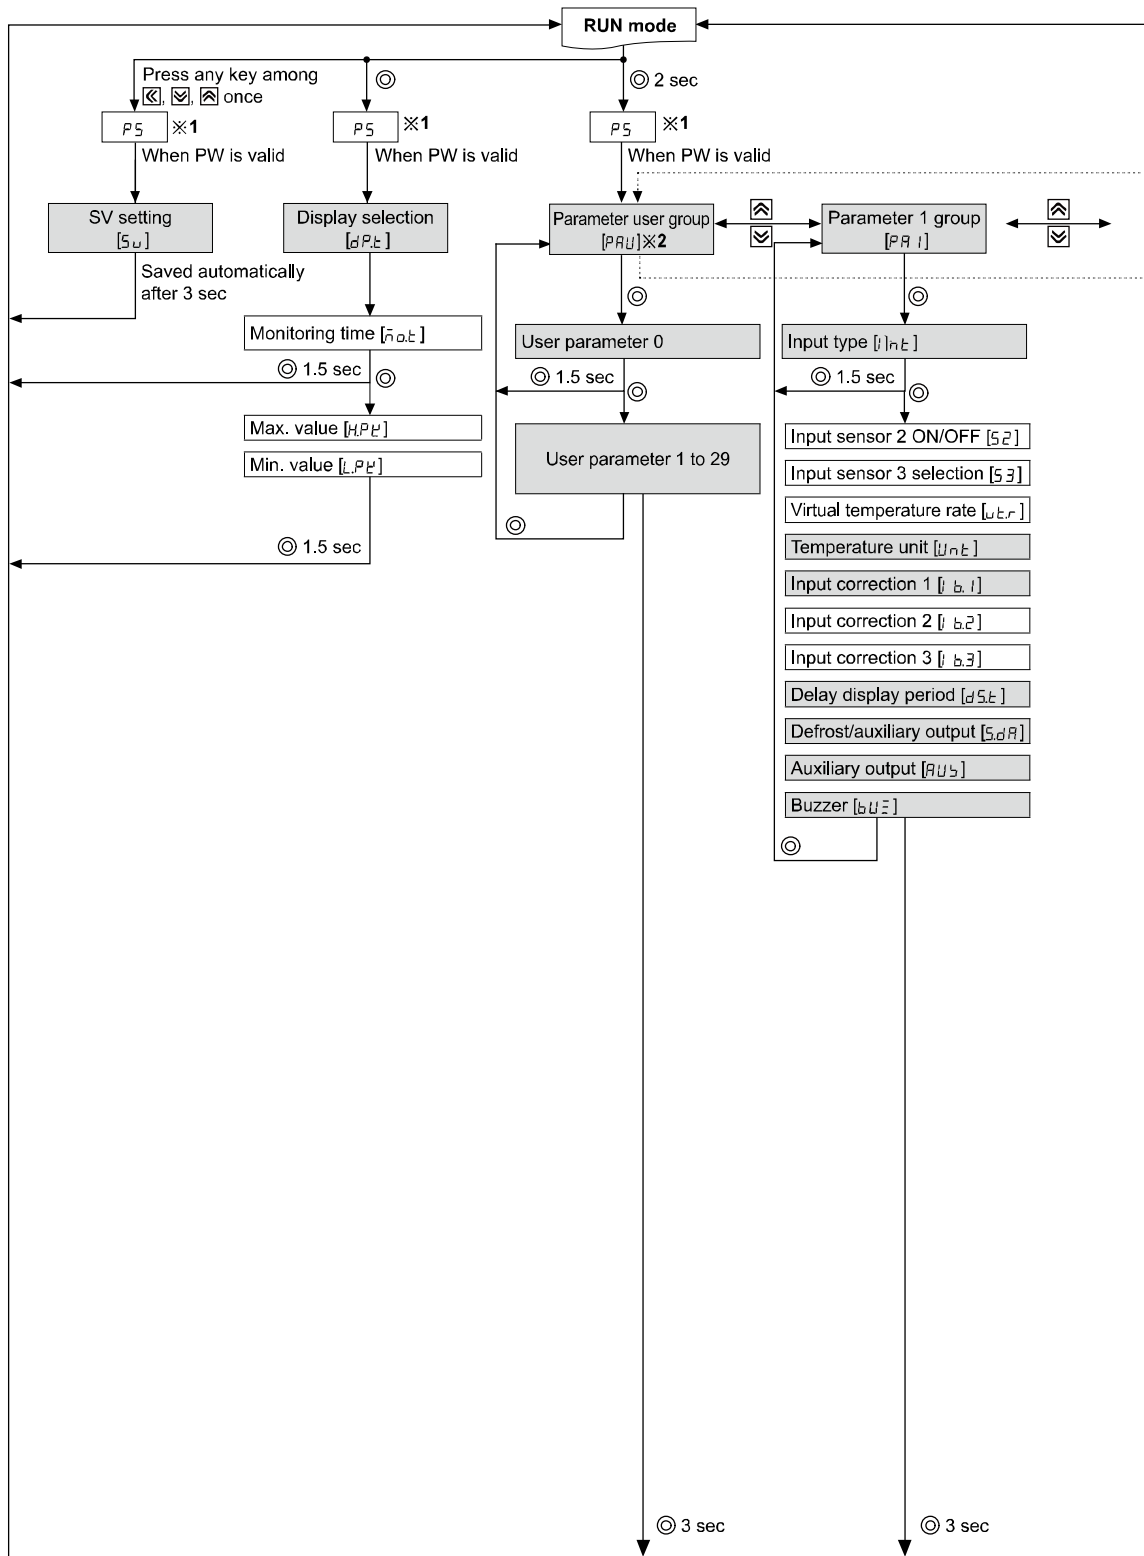 RUN mode
Press any key among
, , once
◎
◎ 2 sec
PS ※1
PS ※1
PS ※1
When PW is valid
When PW is valid
When PW is valid
SV setting
[Sv]
Display selection
[dP.t]
Parameter user group
[PAU]※2
Parameter 1 group
[PA1]
Saved automatically
after 3 sec
◎
◎
Monitoring time [mo.t]
User parameter 0
Input type [Int]
◎ 1.5 sec
◎
◎ 1.5 sec
◎
◎ 1.5 sec
◎
Max. value [H.PK]
Min. value [L.PK]
User parameter 1 to 29
Input sensor 2 ON/OFF [S2]
Input sensor 3 selection [S3]
Virtual temperature rate [vt.r]
Temperature unit [Unt]
Input correction 1 [Ib.1]
Input correction 2 [Ib.2]
Input correction 3 [Ib.3]
Delay display period [dS.t]
Defrost/auxiliary output [S.dA]
Auxiliary output [AUS]
Buzzer [bUZ]
◎
◎ 1.5 sec
◎
◎ 3 sec
◎ 3 sec